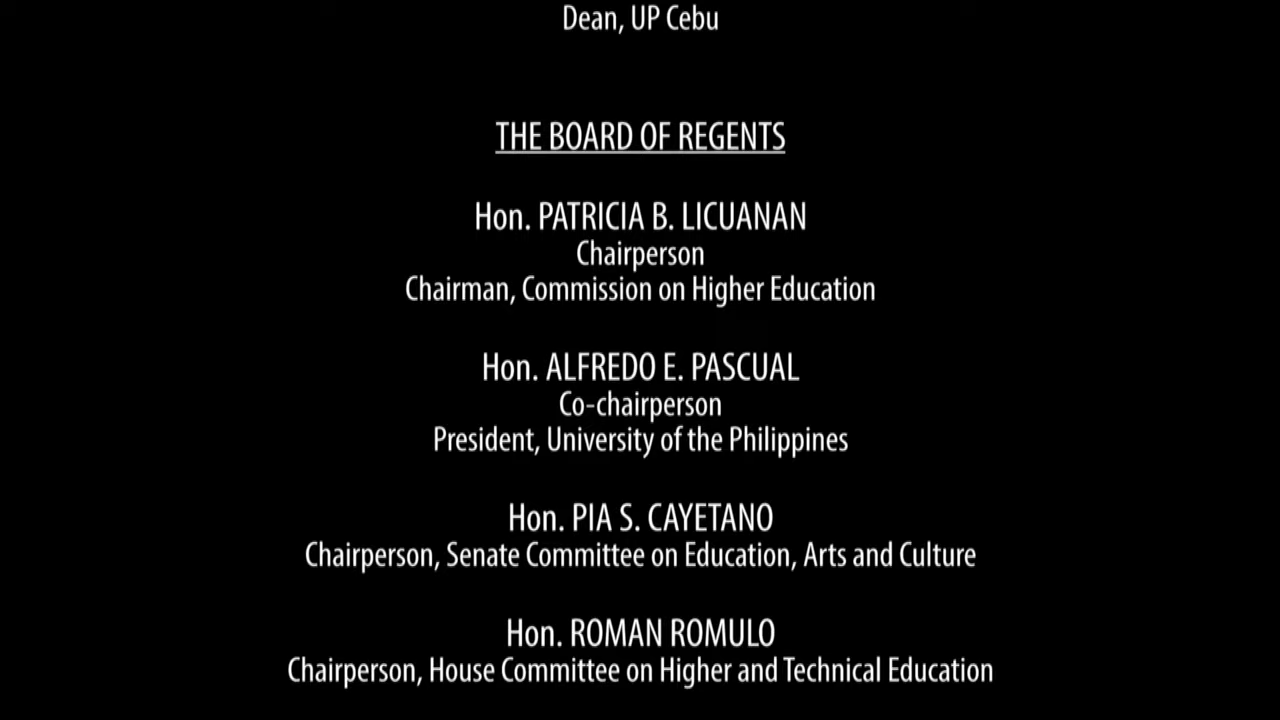 Dean, UP Cebu
THE BOARD OF REGENTS
Hon. PATRICIA B. LICUANAN
Chairperson
Chairman, Commission on Higher Education
Hon. ALFREDO E. PASCUAL
Co-chairperson
President, University of the Philippines
Hon. PIA S. CAYETANO
Chairperson, Senate Committee on Education, Arts and Culture
Hon. ROMAN ROMULO
Chairperson, House Committee on Higher and Technical Education